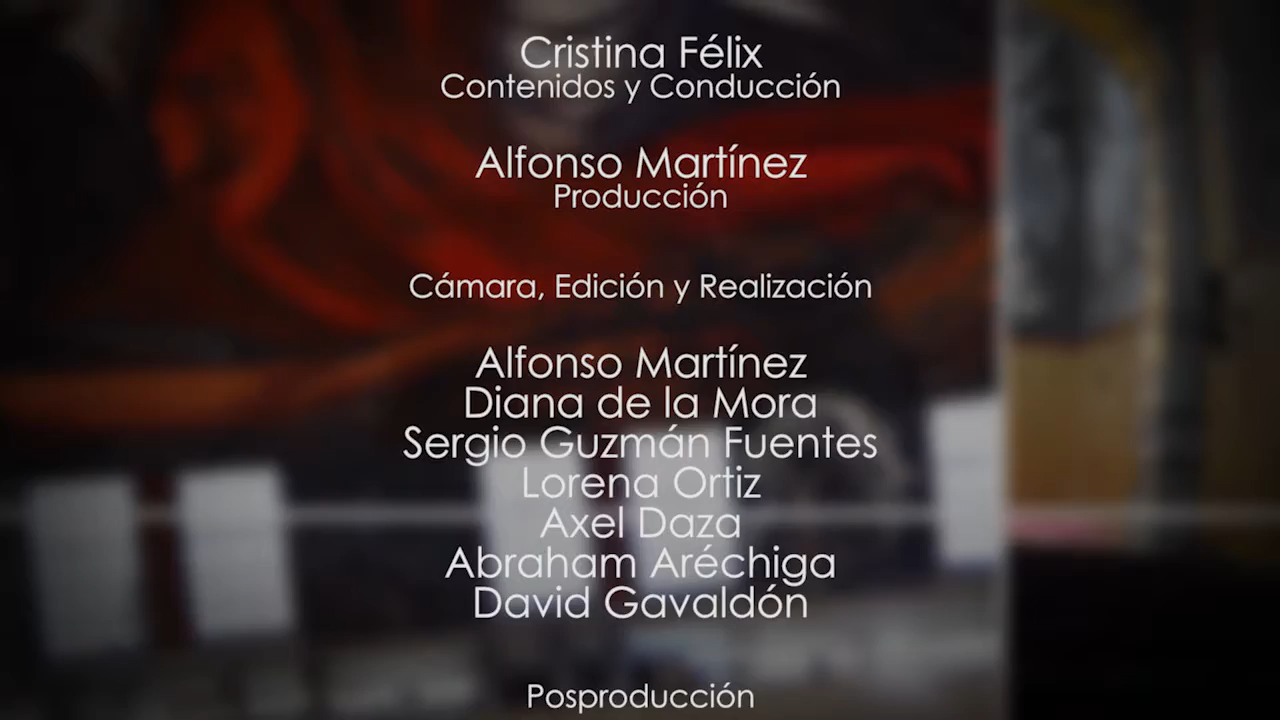 Cristina Félix
Contenidos y Conducción
Alfonso Martínez
Producción
Cámara, Edición y Realización
Alfonso Martínez
Diana de la Mora
Sergio Guzmán Fuentes
Lorena Ortiz
Axel Daza
Abraham Aréchiga
David Gavaldón
Posproducción